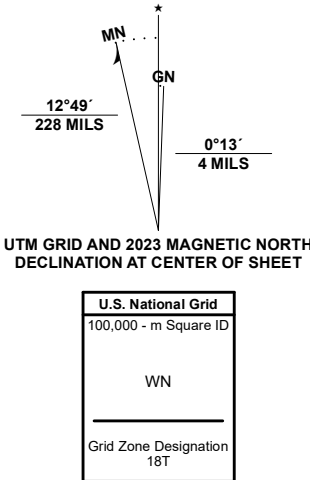 ★
MN
GN
12°49´
228 MILS
0°13´
4 MILS
UTM GRID AND 2023 MAGNETIC NORTH
DECLINATION AT CENTER OF SHEET
U.S. National Grid
100,000 - m Square ID
WN
Grid Zone Designation
18T